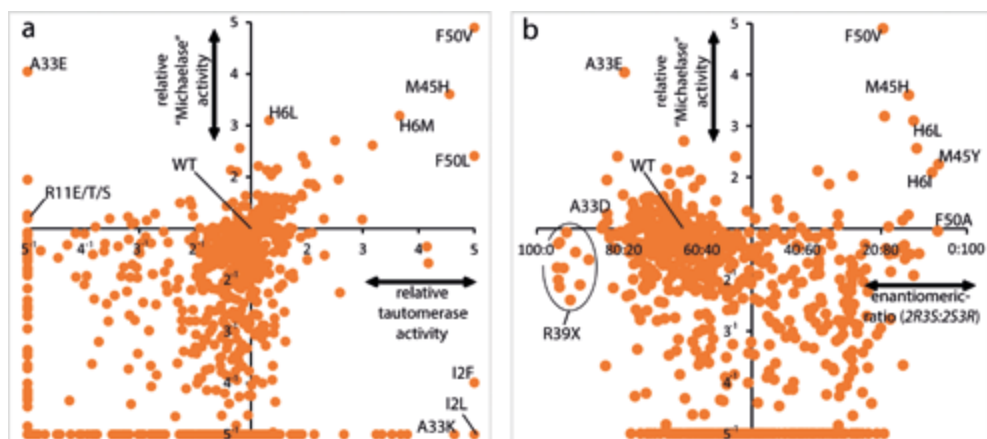 a
5
F50V
A33E
relative
"Michaelase"
activity
4
M45H
3
H6L
H6M
WT
F50L
2
R11E/T/S
5⁻¹ 4⁻¹ 3⁻¹ 2⁻¹ 2 3 4 5
2⁻¹
relative
tautomerase
activity
3⁻¹
4⁻¹
I2F
I2L
A33K
5⁻¹
b
5
F50V
A33E
relative
"Michaelase"
activity
4
M45H
3
H6L
M45Y
WT
2
H6I
A33D
F50A
100:0 80:20 60:40 40:60 20:80 0:100
2⁻¹
enantiomeric-
ratio (2R3S:2S3R)
R39X
3⁻¹
4⁻¹
5⁻¹